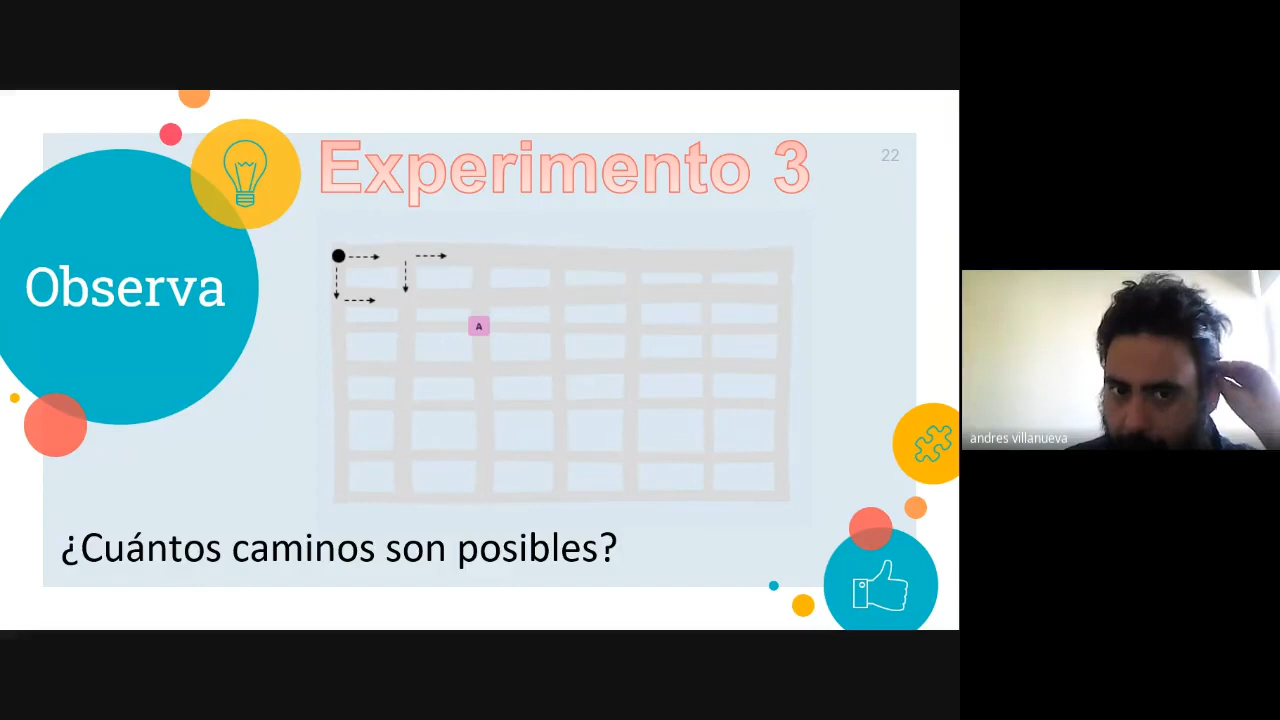 Experimento 3
22
Observa
A
¿Cuántos caminos son posibles?
andres villanueva